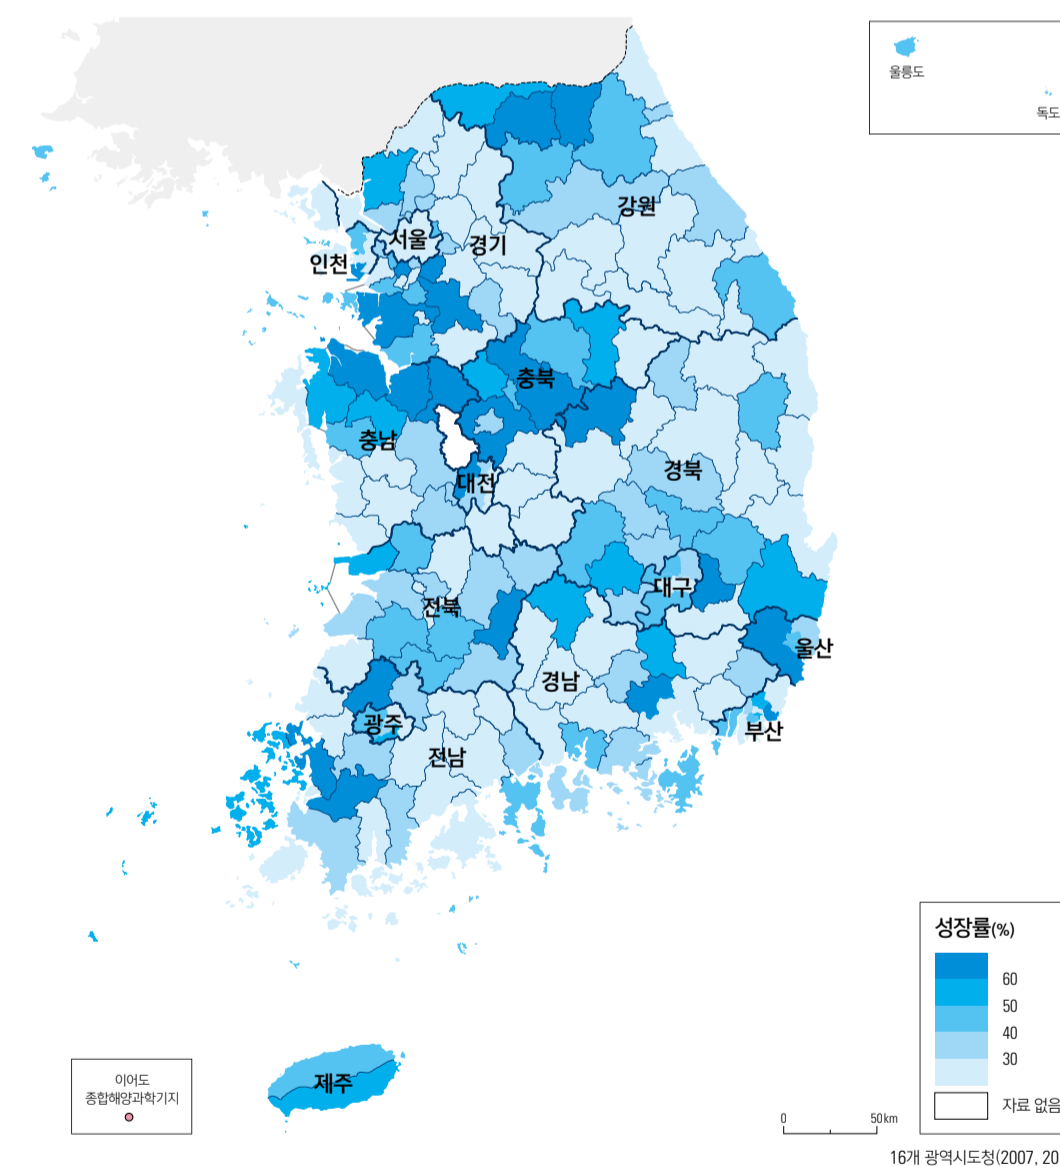 울릉도
독도
강원
서울
경기
인천
충북
충남
대전
경북
대구
전북
울산
경남
광주
부산
전남
제주
이어도
종합해양과학기지
성장률(%)
60
50
40
30
자료 없음
0 50km
16개 광역시도청(2007, 20